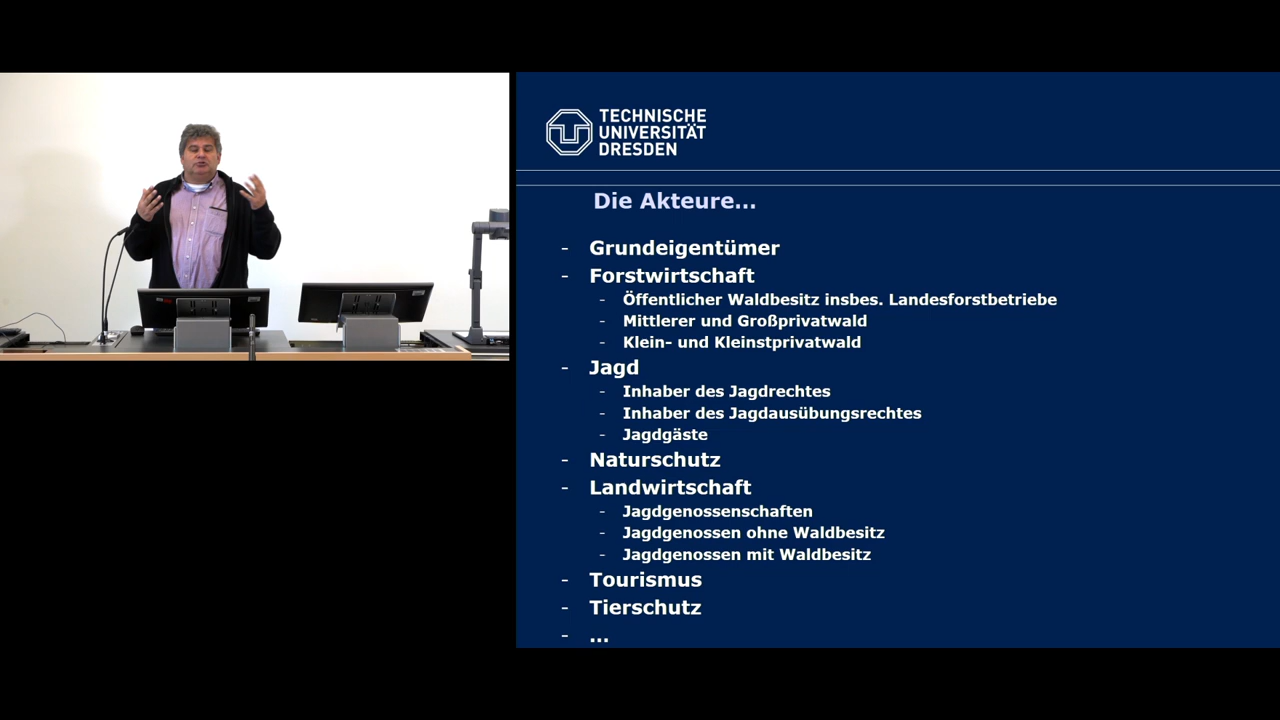 TECHNISCHE
UNIVERSITÄT
DRESDEN
Die Akteure...
- Grundeigentümer
- Forstwirtschaft
- Öffentlicher Waldbesitz insbes. Landesforstbetriebe
- Mittlerer und Großprivatwald
- Klein- und Kleinstprivatwald
- Jagd
- Inhaber des Jagdrechtes
- Inhaber des Jagdausübungsrechtes
- Jagdgäste
- Naturschutz
- Landwirtschaft
- Jagdgenossenschaften
- Jagdgenossen ohne Waldbesitz
- Jagdgenossen mit Waldbesitz
- Tourismus
- Tierschutz
- ...